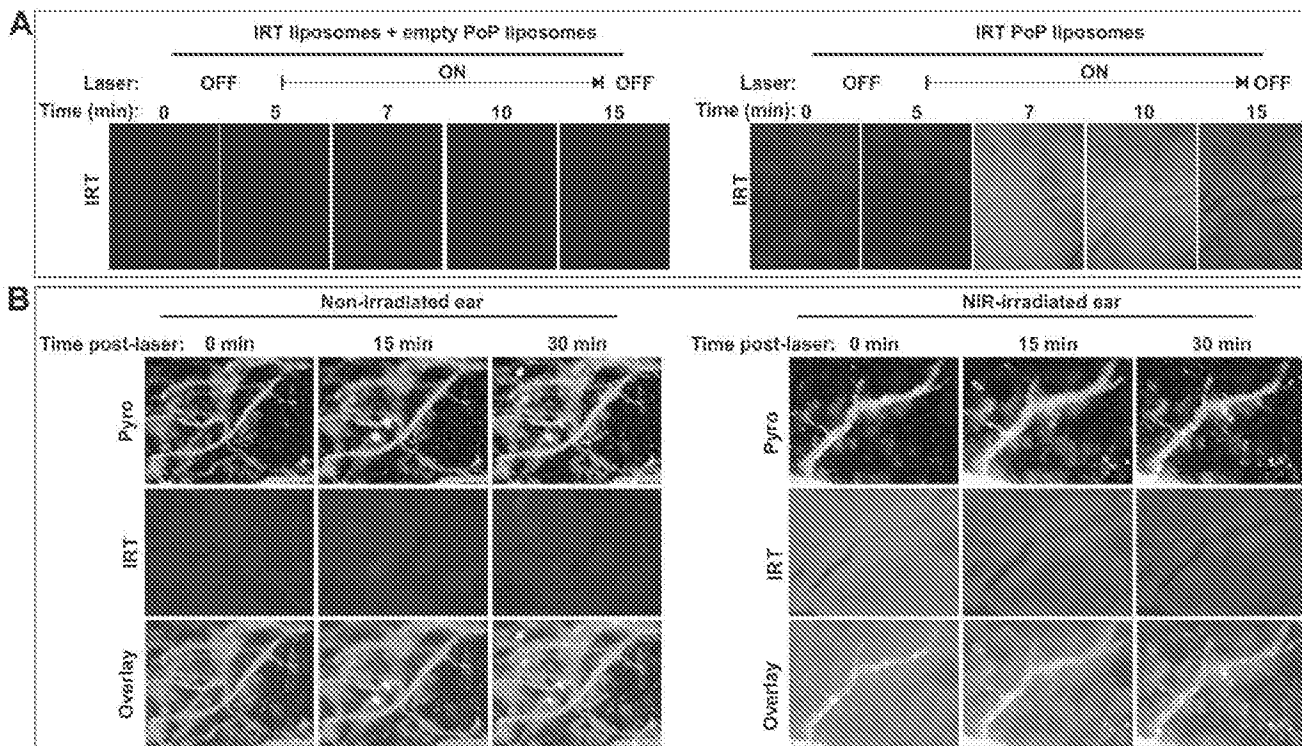 A
IRT liposomes + empty PoP liposomes
Laser: OFF ON OFF
Time (min): 0 5 7 10 15
IRT
IRT PoP liposomes
Laser: OFF ON OFF
Time (min): 0 5 7 10 15
IRT
B
Non-irradiated ear
Time post-laser: 0 min 15 min 30 min
Pyro
IRT
Overlay
NIR-irradiated ear
Time post-laser: 0 min 15 min 30 min
Pyro
IRT
Overlay